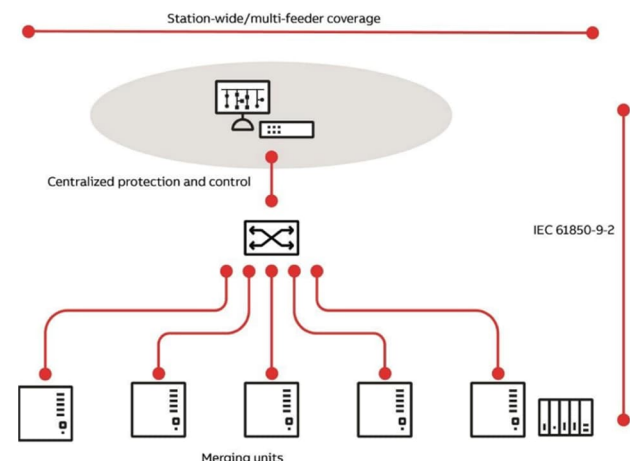 Station-wide/multi-feeder coverage
Centralized protection and control
IEC 61850-9-2
Merging units